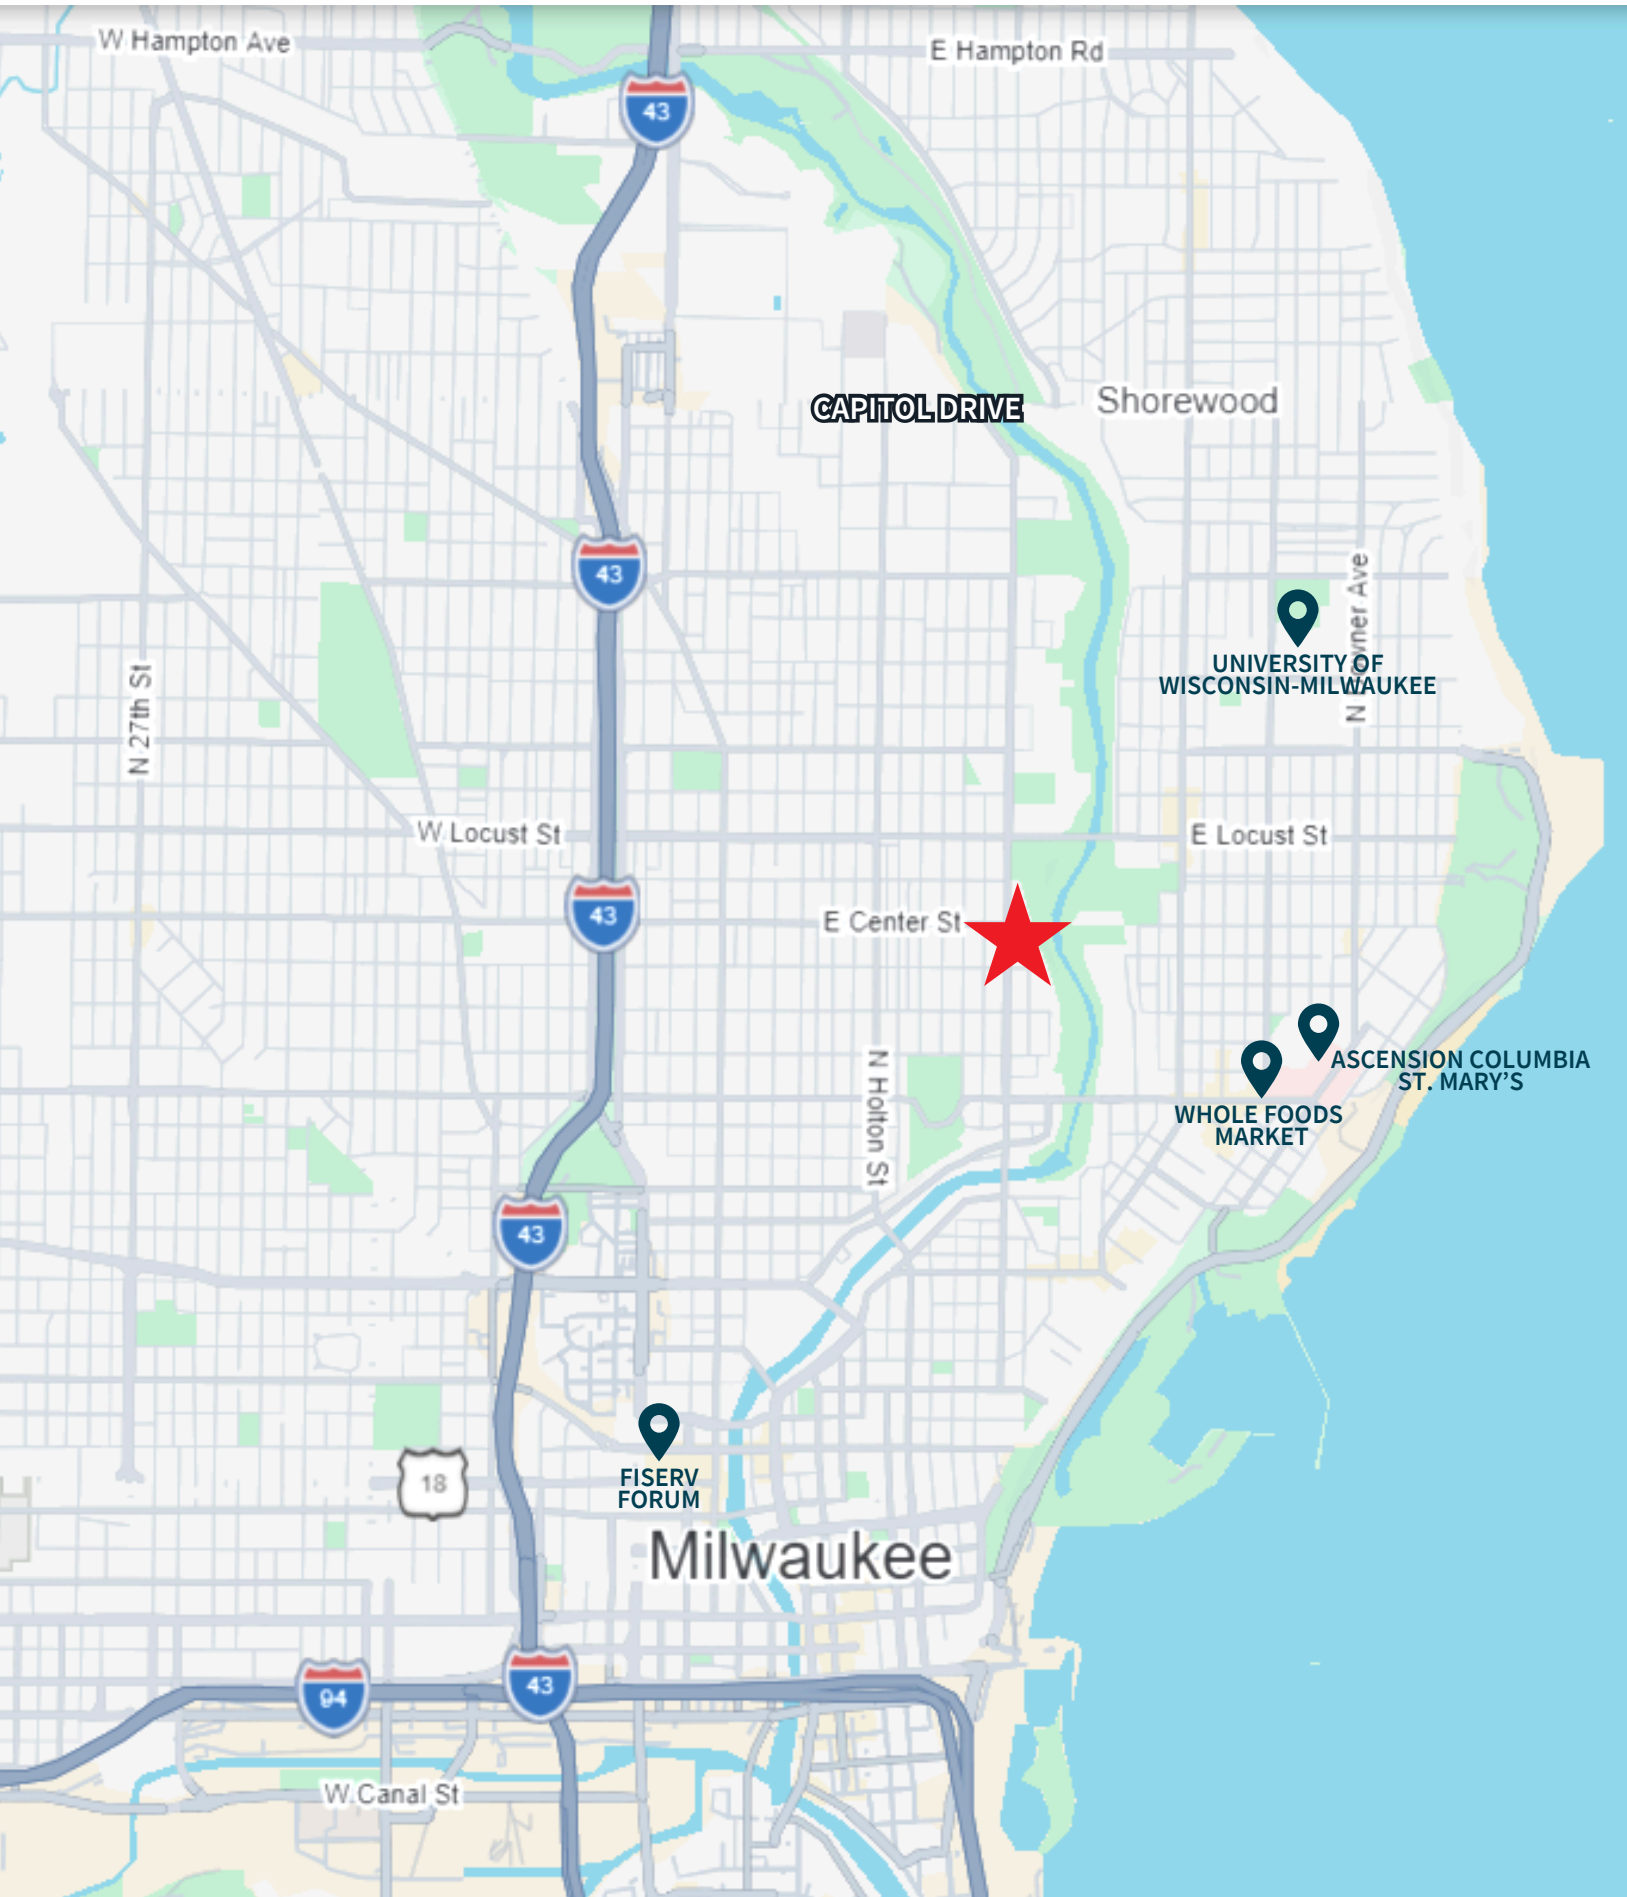 W Hampton Ave
E Hampton Rd
43
CAPITOL DRIVE
Shorewood
43
N Downer Ave
UNIVERSITY OF
WISCONSIN-MILWAUKEE
N 27th St
W Locust St
E Locust St
43
E Center St
ASCENSION COLUMBIA
ST. MARY'S
WHOLE FOODS
MARKET
N Holton St
43
FISERV
FORUM
18
Milwaukee
94
43
W Canal St